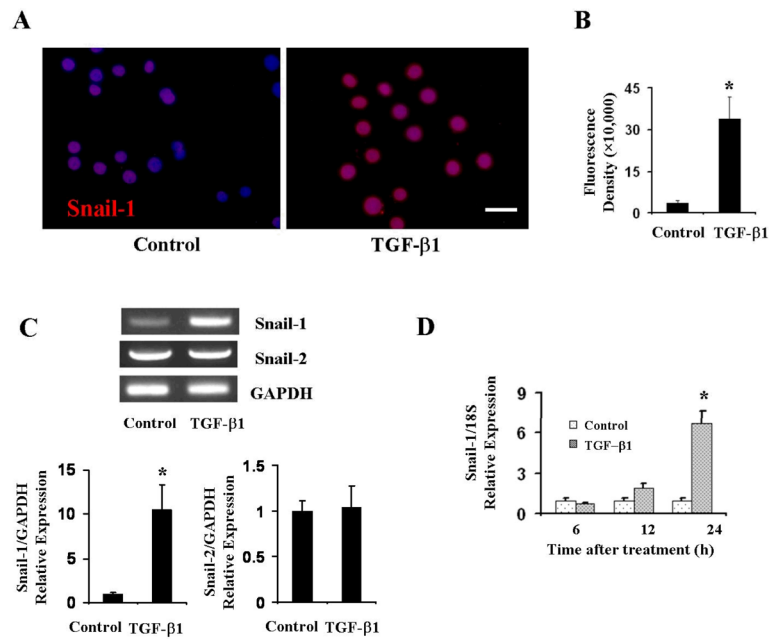 A
Snail-1
Control
TGF-β1
B
Fluorescence
Density (×10,000)
45
30
15
0
*
Control
TGF-β1
C
Snail-1
Snail-2
GAPDH
Control
TGF-β1
Snail-1/GAPDH
Relative Expression
15
10
5
0
*
Control
TGF-β1
Snail-2/GAPDH
Relative Expression
1.5
1
0.5
0
Control
TGF-β1
D
Snail-1/18S
Relative Expression
9
6
3
0
Control
TGF–β1
*
6
12
24
Time after treatment (h)